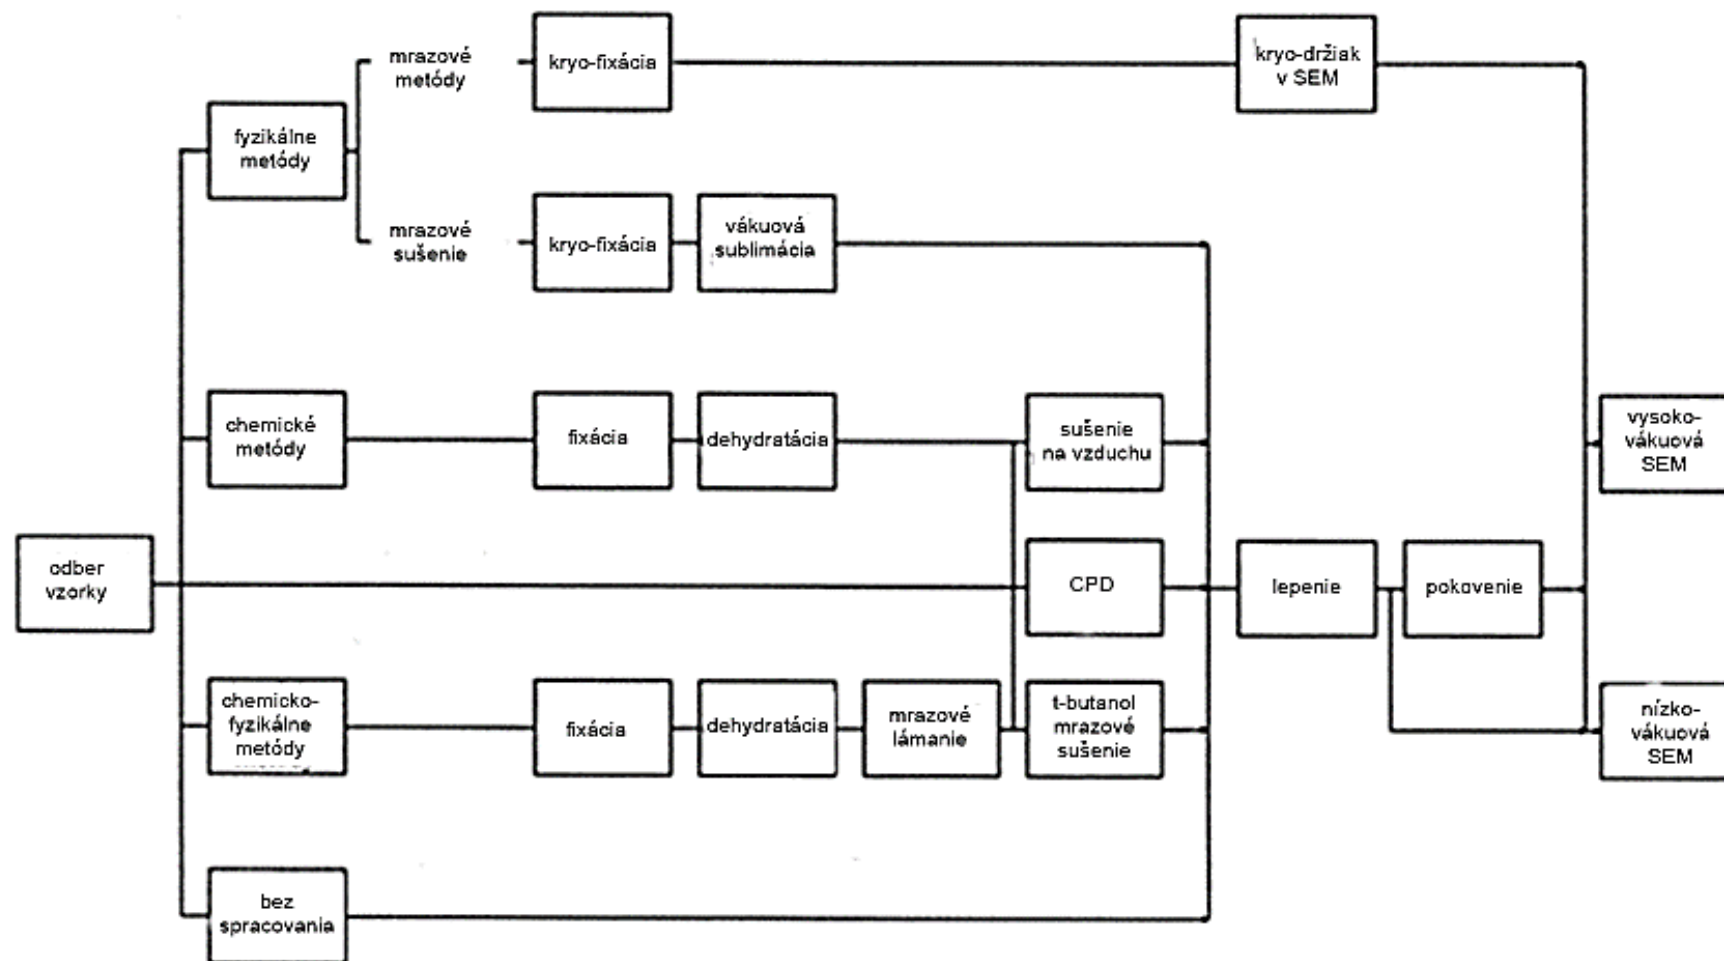 mrazové
metódy
kryo-fixácia
kryo-držiak
v SEM
fyzikálne
metódy
mrazové
sušenie
kryo-fixácia
vákuová
sublimácia
chemické
metódy
fixácia
dehydratácia
sušenie
na vzduchu
vysoko-
vákuová
SEM
odber
vzorky
CPD
lepenie
pokovenie
chemicko-
fyzikálne
metódy
fixácia
dehydratácia
mrazové
lámanie
t-butanol
mrazové
sušenie
nízko-
vákuová
SEM
bez
spracovania